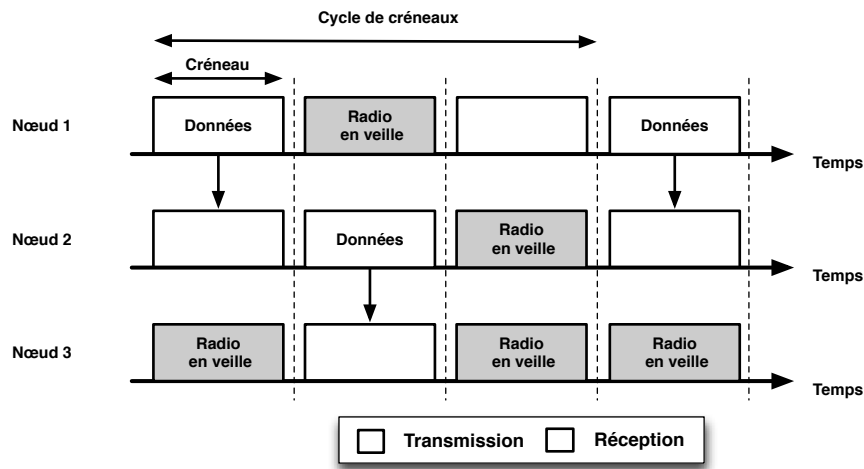 Cycle de créneaux
Créneau
Nœud 1
Données
Radio
en veille
Données
Temps
Nœud 2
Données
Radio
en veille
Temps
Nœud 3
Radio
en veille
Radio
en veille
Radio
en veille
Temps
Transmission
Réception